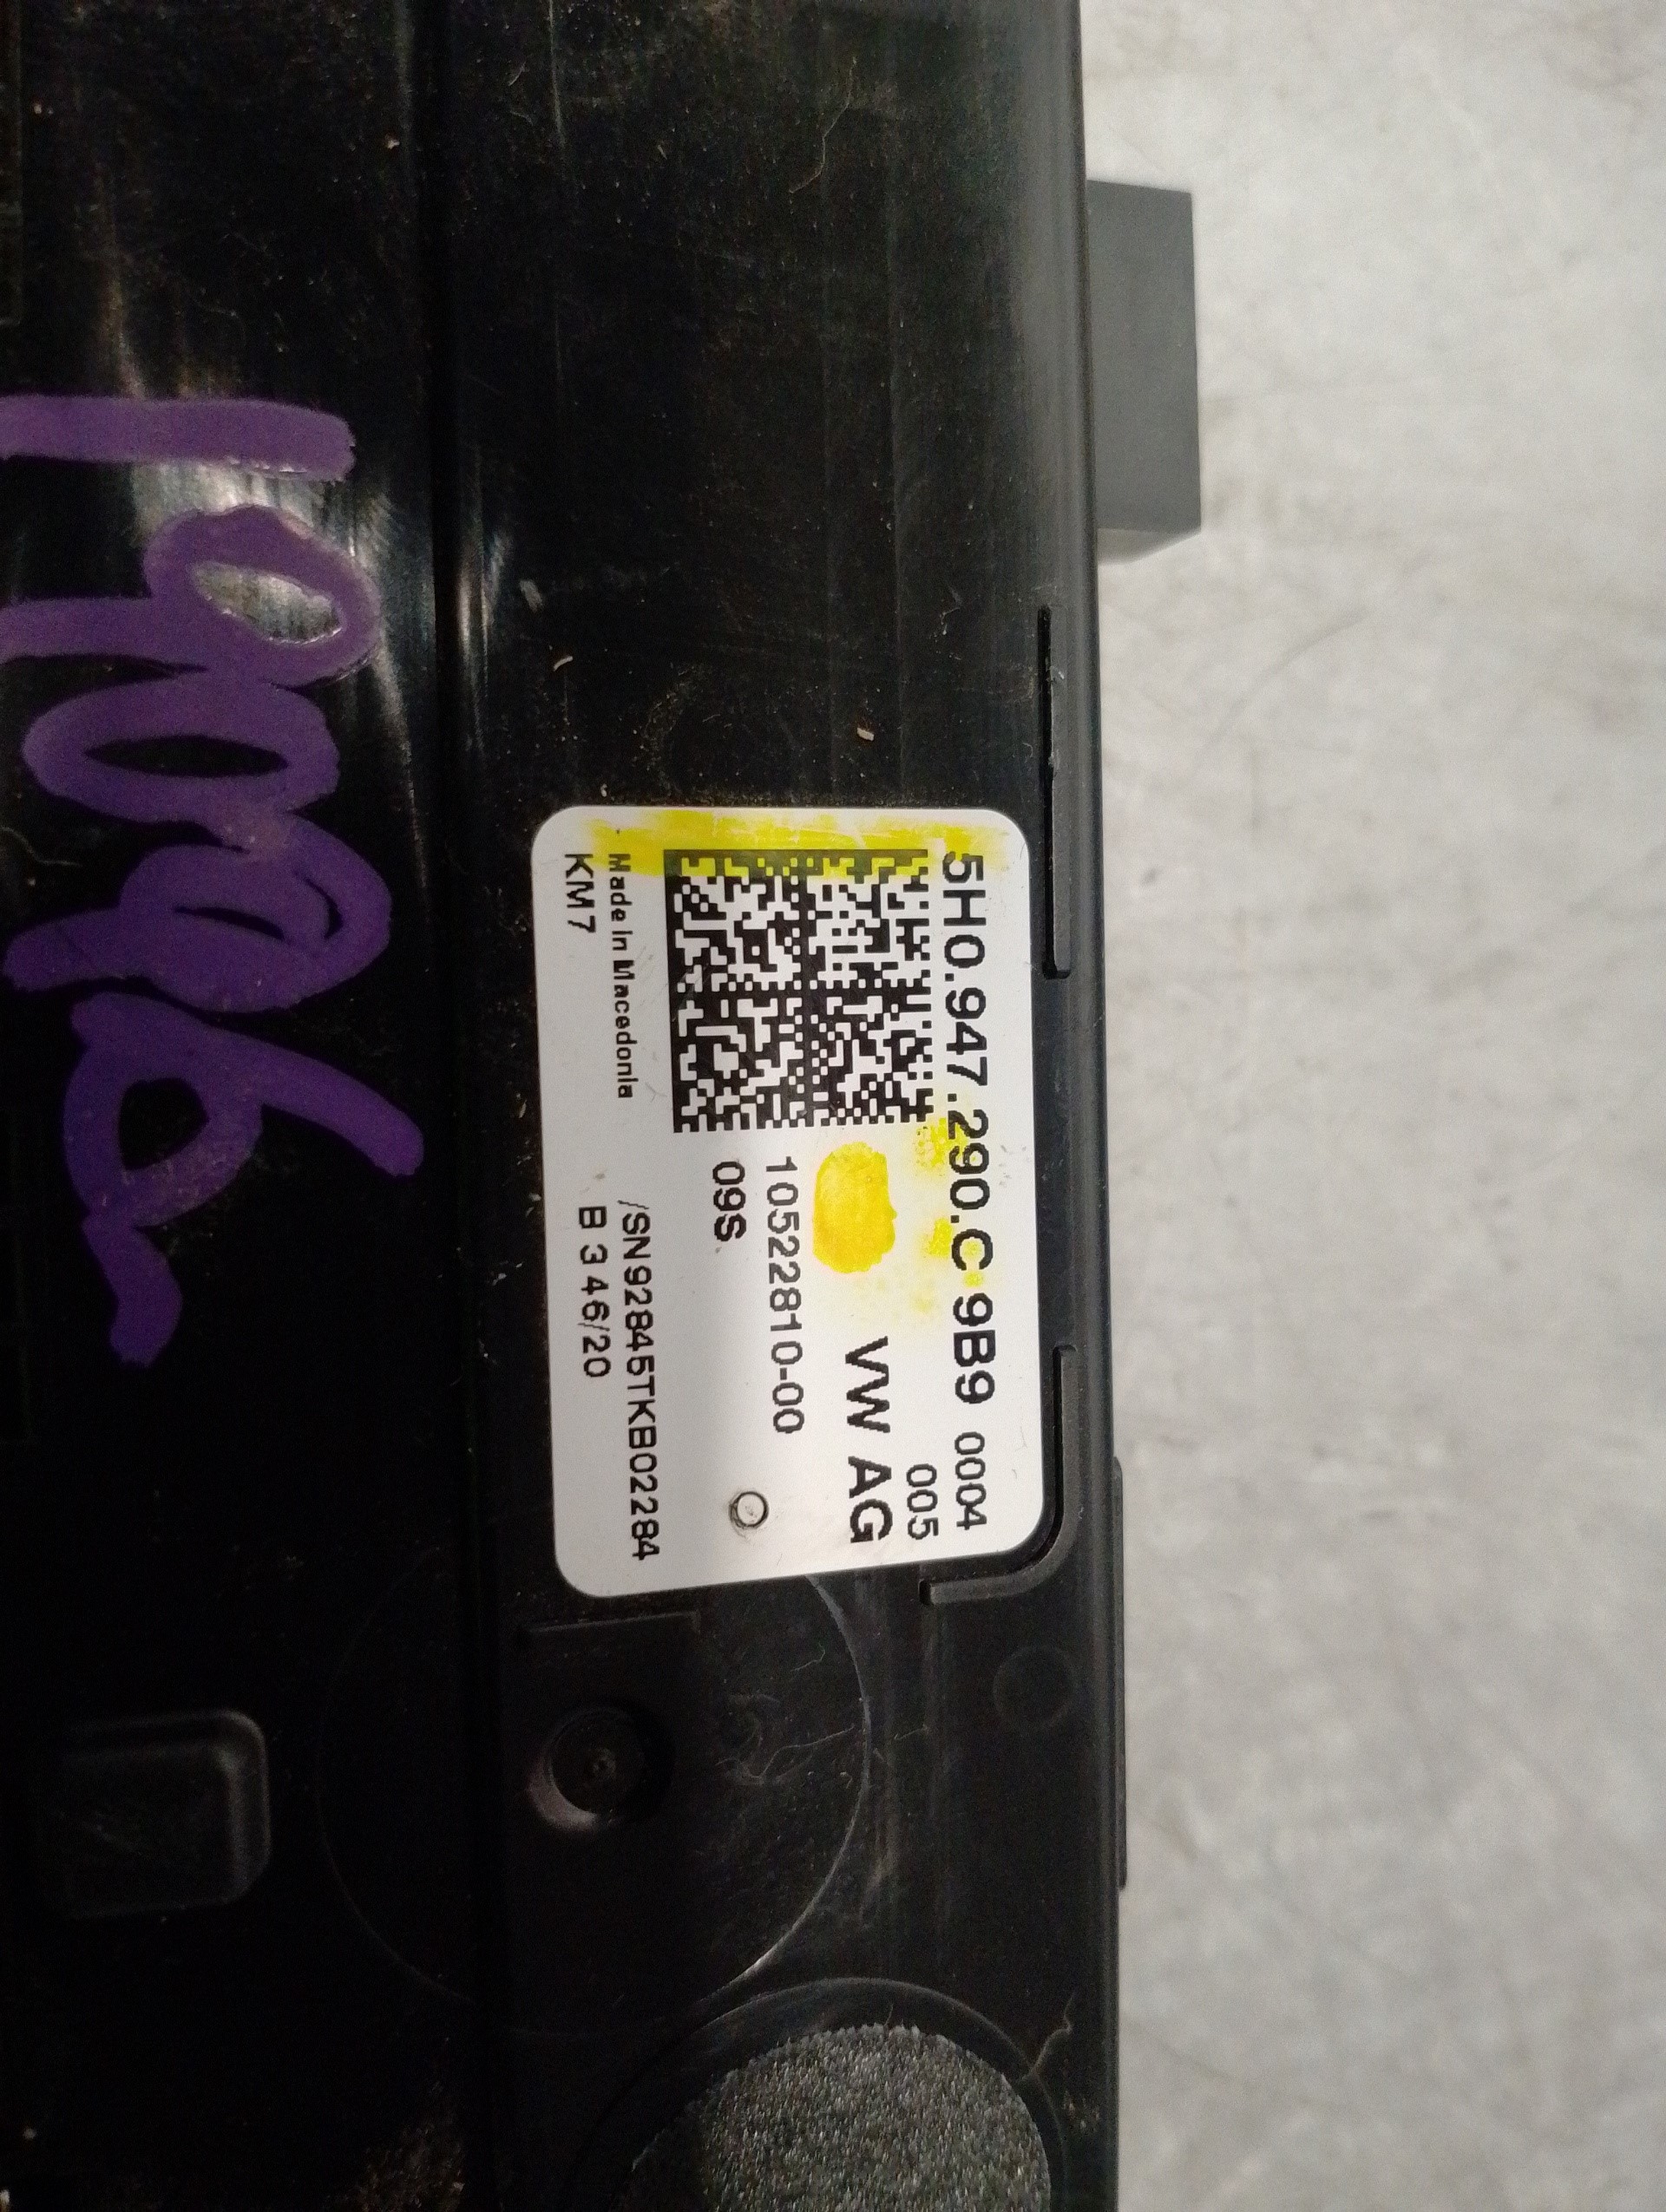 5H0.947.290.C 9B9 0004
005
VW AG
10522810-00
09S
Made in Macedonia
/SN92845TKB02284
KM7
B 3 46/20